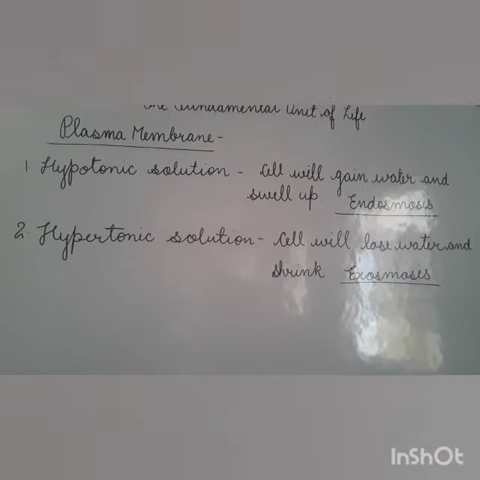 The Fundamental Unit of Life
Plasma Membrane -
1. Hypotonic solution - Cell will gain water and
swell up. Endosmosis
2. Hypertonic solution - Cell will lose water and
shrink Exosmosis
InShOt